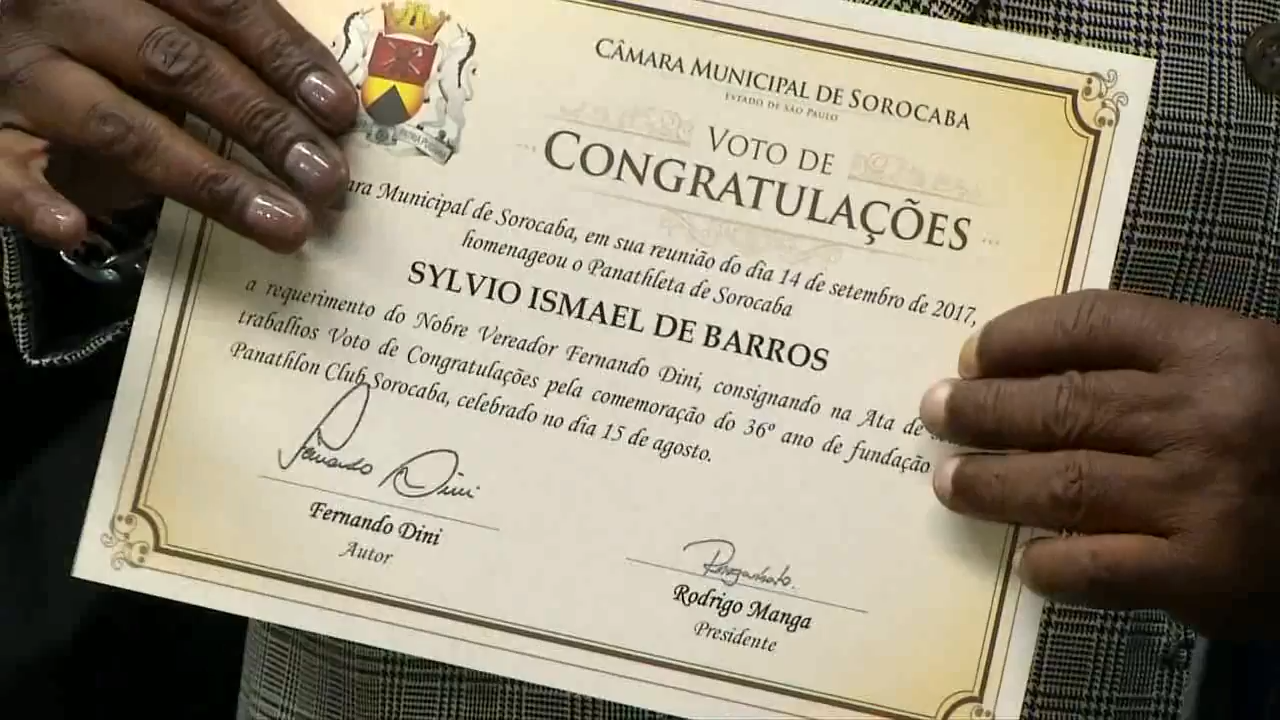 CÂMARA MUNICIPAL DE SOROCABA
ESTADO DE SÃO PAULO
VOTO DE
CONGRATULAÇÕES
Municipal de Sorocaba, em sua reunião do dia 14 de setembro de 2017,
homenageou o Panathleta de Sorocaba
SYLVIO ISMAEL DE BARROS
a requerimento do Nobre Vereador Fernando Dini, consignando na Ata de
trabalhos Voto de Congratulações pela comemoração do 36º ano de fundação
Panathlon Club Sorocaba, celebrado no dia 15 de agosto.
Fernando Dini
Fernando Dini
Autor
Rodrigo Manga
Presidente